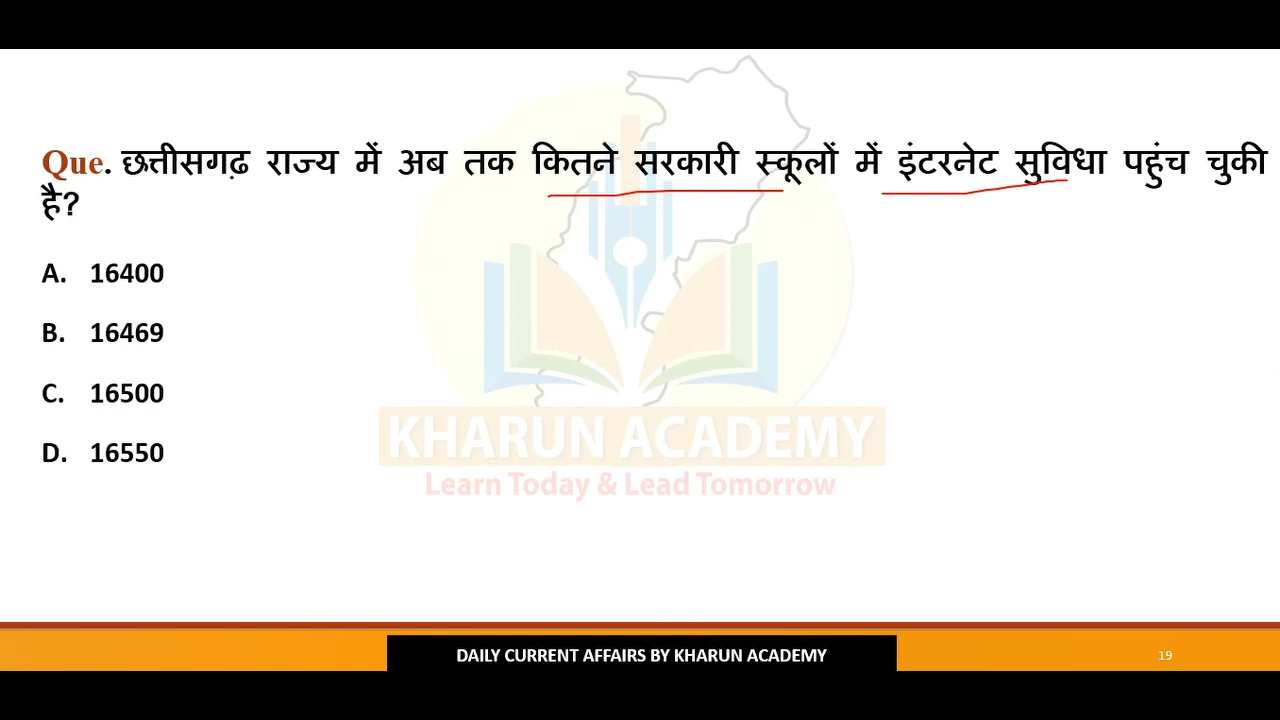 Que. छत्तीसगढ़ राज्य में अब तक कितने सरकारी स्कूलों में इंटरनेट सुविधा पहुंच चुकी
है?
A. 16400
B. 16469
C. 16500
D. 16550
KHARUN ACADEMY
Learn Today & Lead Tomorrow
DAILY CURRENT AFFAIRS BY KHARUN ACADEMY
19